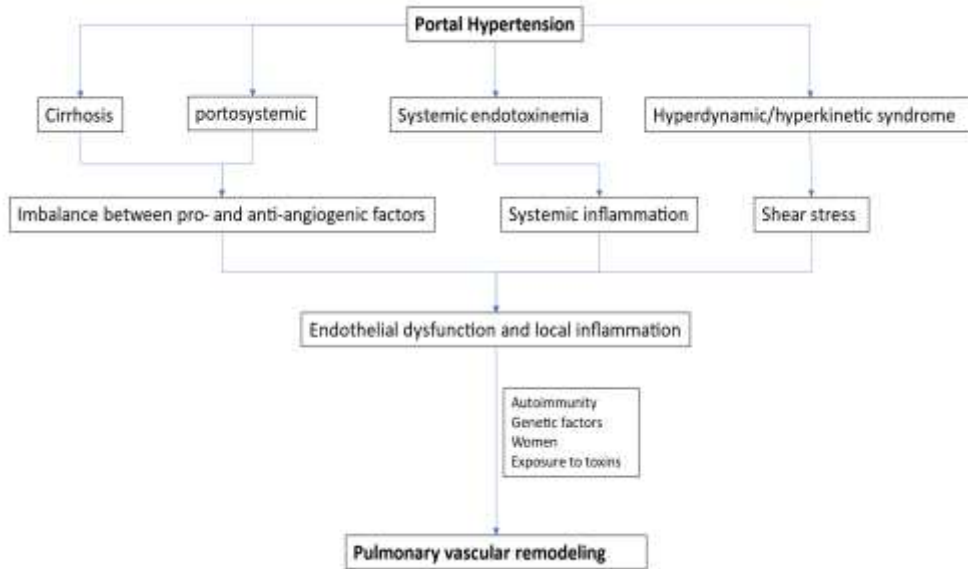 Portal Hypertension
Cirrhosis
portosystemic
Systemic endotoxinemia
Hyperdynamic/hyperkinetic syndrome
Imbalance between pro- and anti-angiogenic factors
Systemic inflammation
Shear stress
Endothelial dysfunction and local inflammation
Autoimmunity
Genetic factors
Women
Exposure to toxins
Pulmonary vascular remodeling